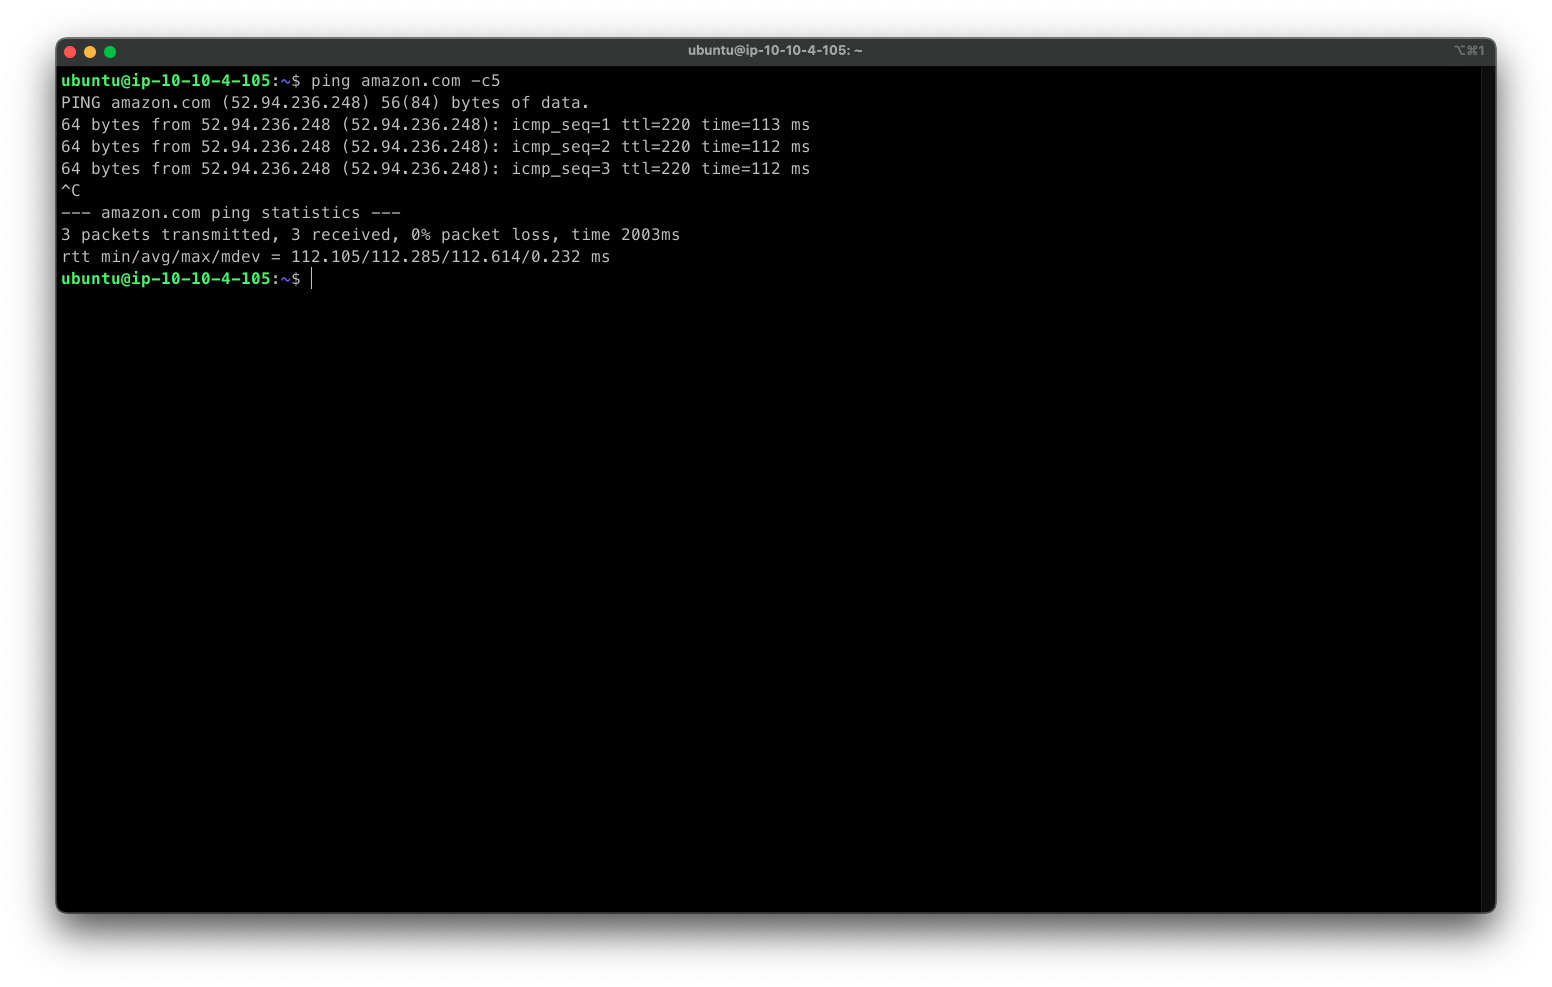 ubuntu@ip-10-10-4-105: ~
⌥⌘1
ubuntu@ip-10-10-4-105:~$ ping amazon.com -c5
PING amazon.com (52.94.236.248) 56(84) bytes of data.
64 bytes from 52.94.236.248 (52.94.236.248): icmp_seq=1 ttl=220 time=113 ms
64 bytes from 52.94.236.248 (52.94.236.248): icmp_seq=2 ttl=220 time=112 ms
64 bytes from 52.94.236.248 (52.94.236.248): icmp_seq=3 ttl=220 time=112 ms
^C
--- amazon.com ping statistics ---
3 packets transmitted, 3 received, 0% packet loss, time 2003ms
rtt min/avg/max/mdev = 112.105/112.285/112.614/0.232 ms
ubuntu@ip-10-10-4-105:~$